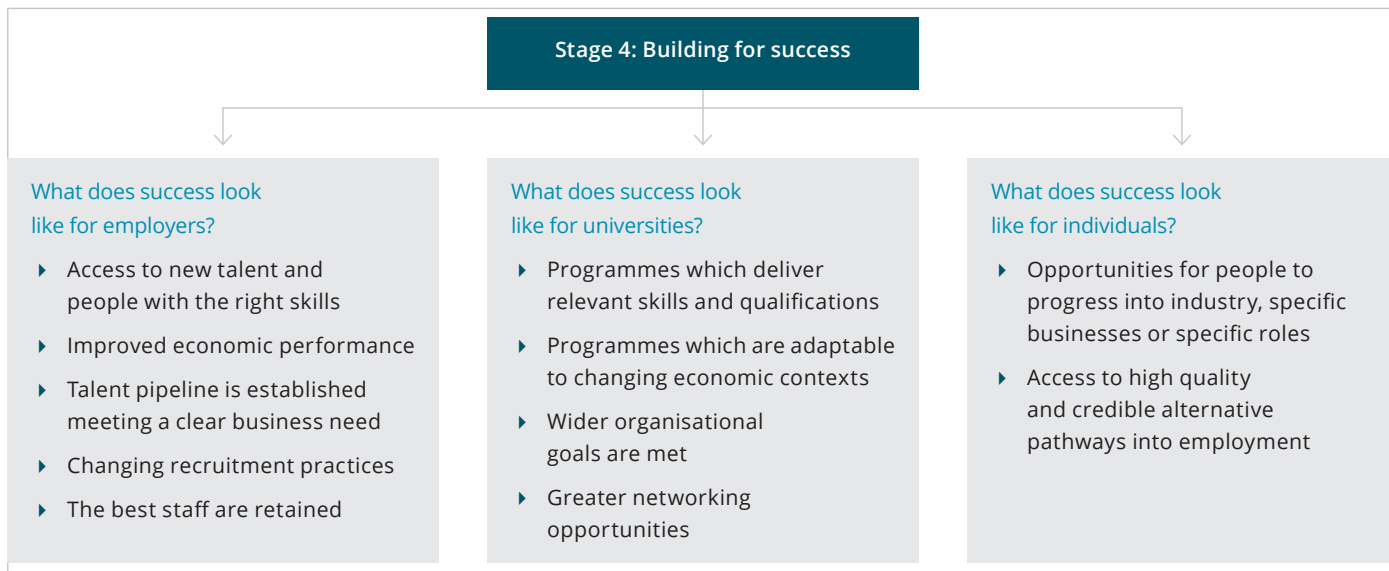 Stage 4: Building for success
What does success look
like for employers?
Access to new talent and
people with the right skills
Improved economic performance
Talent pipeline is established
meeting a clear business need
Changing recruitment practices
The best staff are retained
What does success look
like for universities?
Programmes which deliver
relevant skills and qualifications
Programmes which are adaptable
to changing economic contexts
Wider organisational
goals are met
Greater networking
opportunities
What does success look
like for individuals?
Opportunities for people to
progress into industry, specific
businesses or specific roles
Access to high quality
and credible alternative
pathways into employment